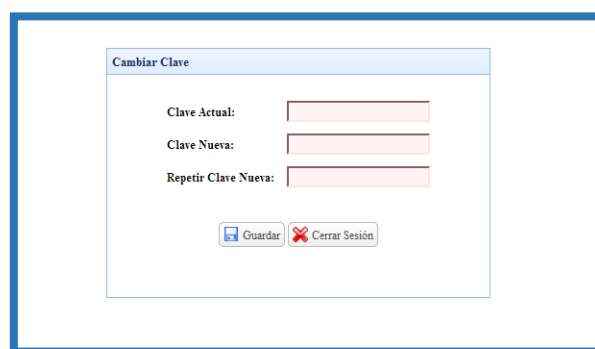 Cambiar Clave
Clave Actual:
Clave Nueva:
Repetir Clave Nueva:
Guardar Cerrar Sesión